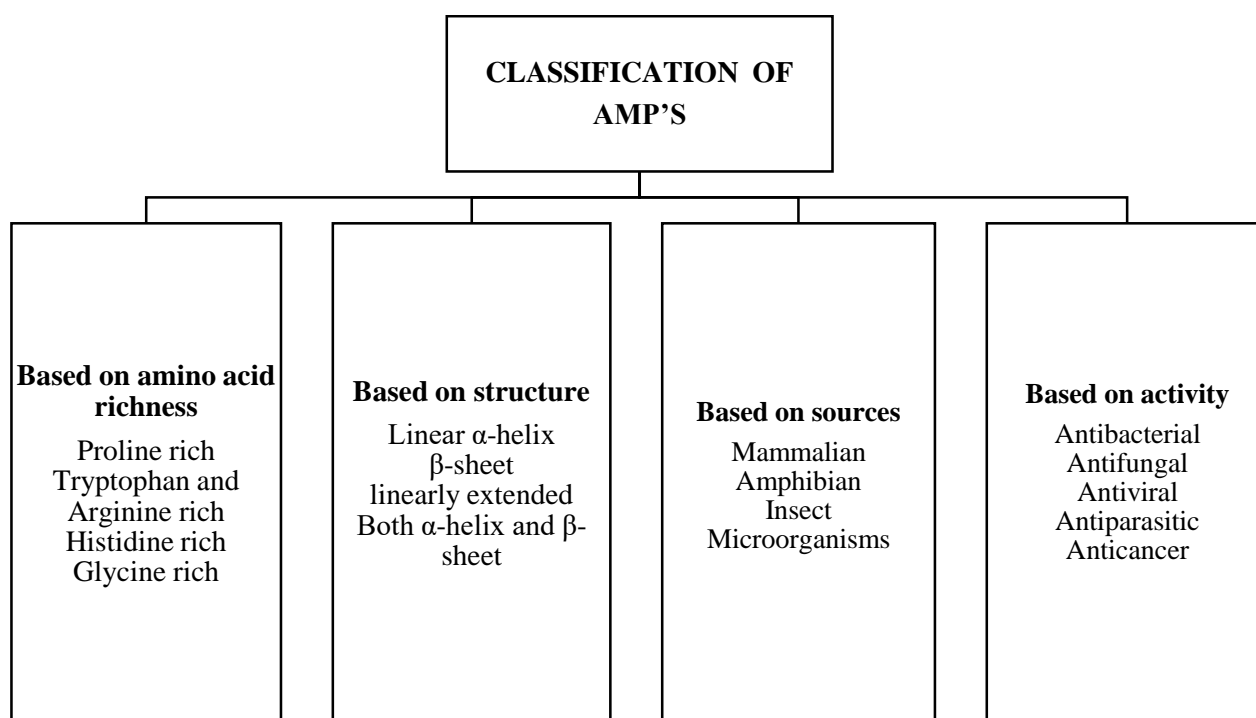 CLASSIFICATION OF
AMP’S
Based on amino acid
richness
Proline rich
Tryptophan and
Arginine rich
Histidine rich
Glycine rich
Based on structure
Linear α-helix
β-sheet
linearly extended
Both α-helix and β-
sheet
Based on sources
Mammalian
Amphibian
Insect
Microorganisms
Based on activity
Antibacterial
Antifungal
Antiviral
Antiparasitic
Anticancer